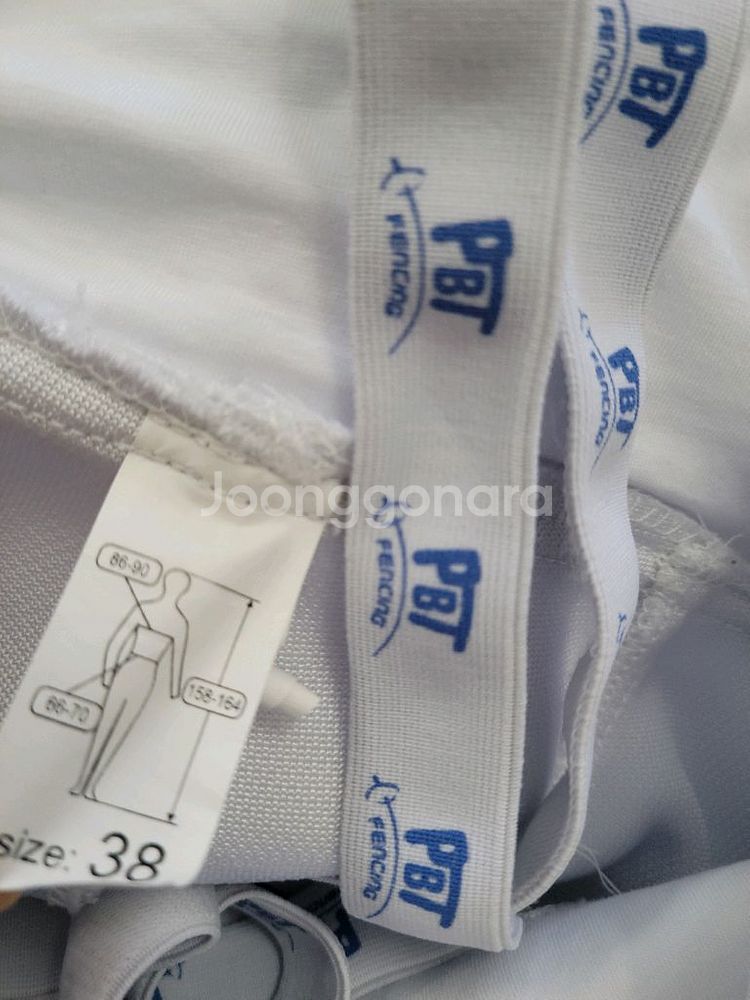 PBT
FENCING
PBT
FENCING
PBT
FENCING
Joonggonara
PBT
FENCING
86-90
158-164
66-70
size: 38
PBT
FENCING